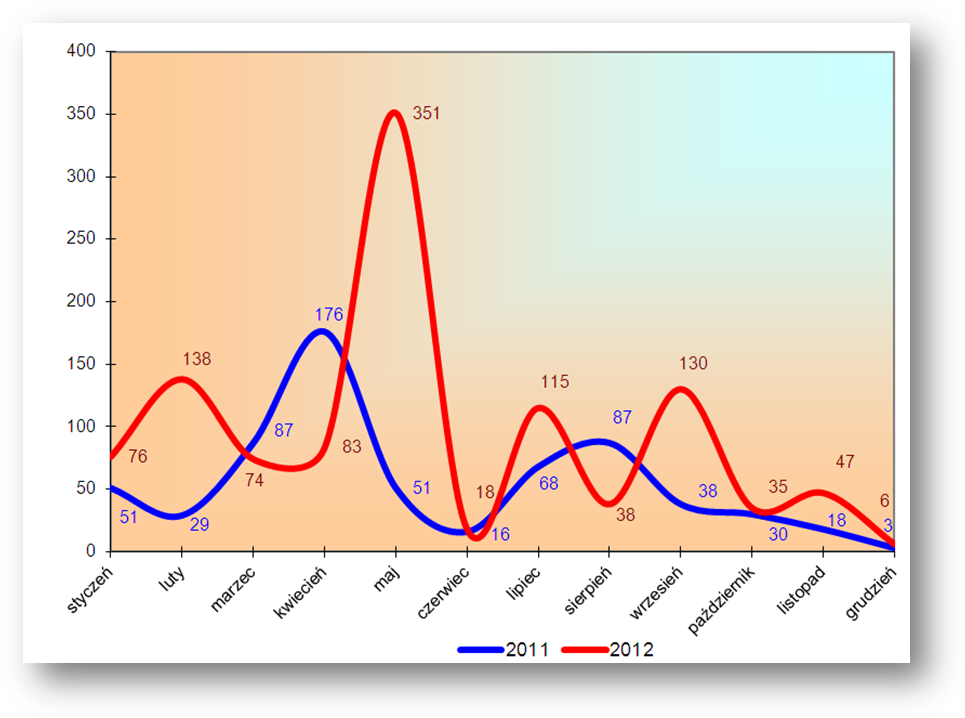 400
350
351
300
250
200
176
150
138
130
115
100
87
87
83
76
74
68
50
51
51
47
38
38
35
29
30
18
18
16
6
3
0
styczeń
luty
marzec
kwiecień
maj
czerwiec
lipiec
sierpień
wrzesień
październik
listopad
grudzień
2011
2012